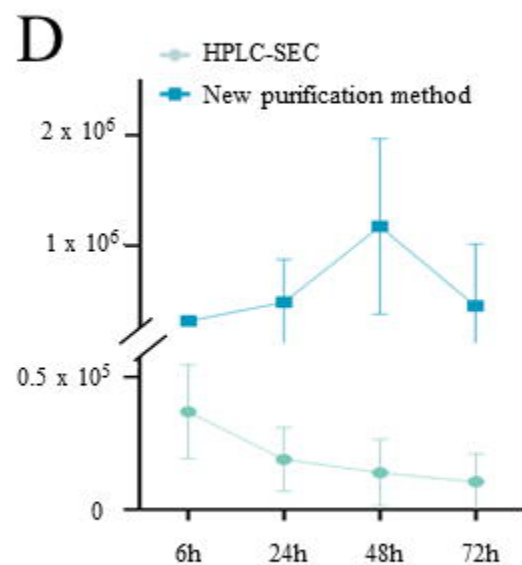 D
HPLC-SEC
New purification method
2 x 10⁶
1 x 10⁶
0.5 x 10⁵
0
6h 24h 48h 72h